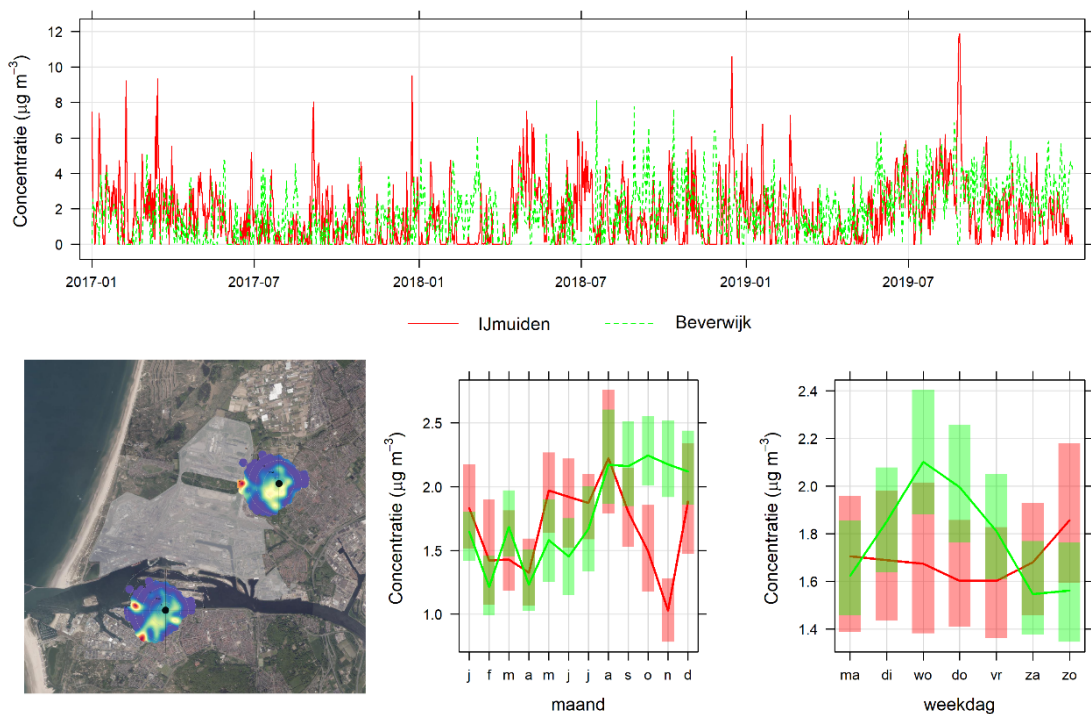 Concentratie (µg m⁻³)
12
10
8
6
4
2
0
2017-01 2017-07 2018-01 2018-07 2019-01 2019-07
IJmuiden Beverwijk
Concentratie (µg m⁻³)
2.5
2.0
1.5
1.0
j f m a m j j a s o n d
maand
Concentratie (µg m⁻³)
2.4
2.2
2.0
1.8
1.6
1.4
ma di wo do vr za zo
weekdag